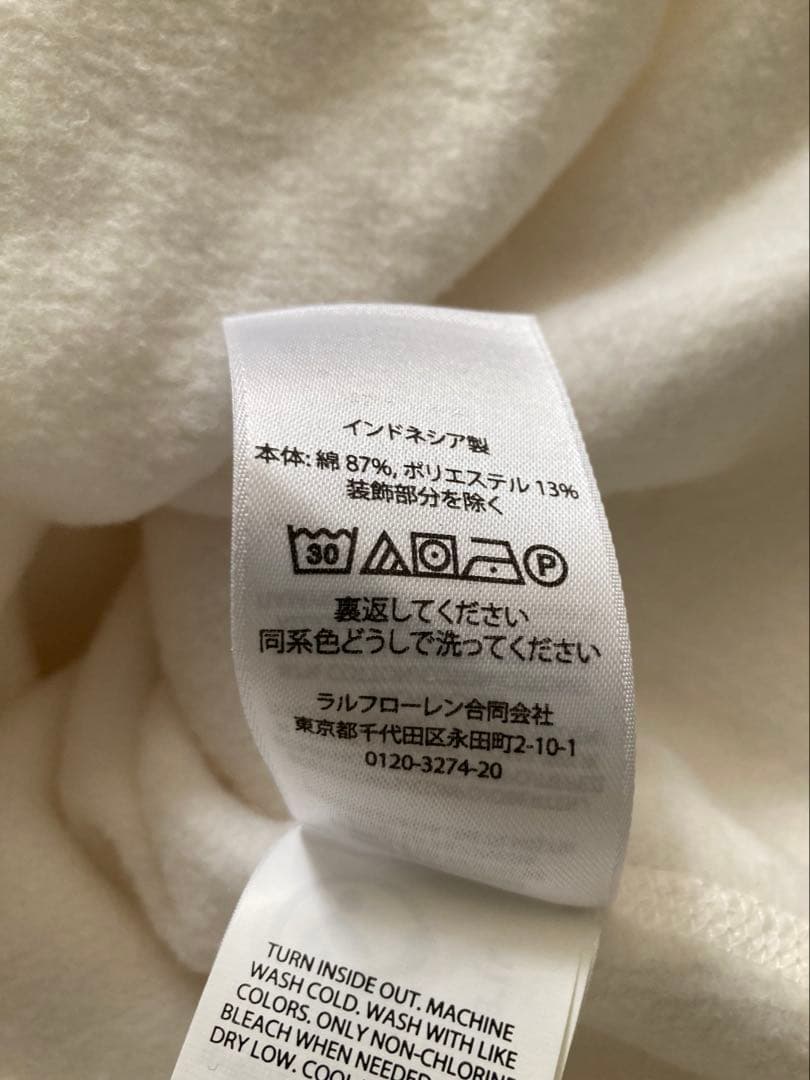 インドネシア製
本体: 綿 87%, ポリエステル 13%
装飾部分を除く
30 P
裏返してください
同系色どうしで洗ってください
ラルフローレン合同会社
東京都千代田区永田町2-10-1
0120-3274-20
TURN INSIDE OUT. MACHINE
WASH COLD. WASH WITH LIKE
COLORS. ONLY NON-CHLORINE
BLEACH WHEN NEEDED
DRY LOW. COOL